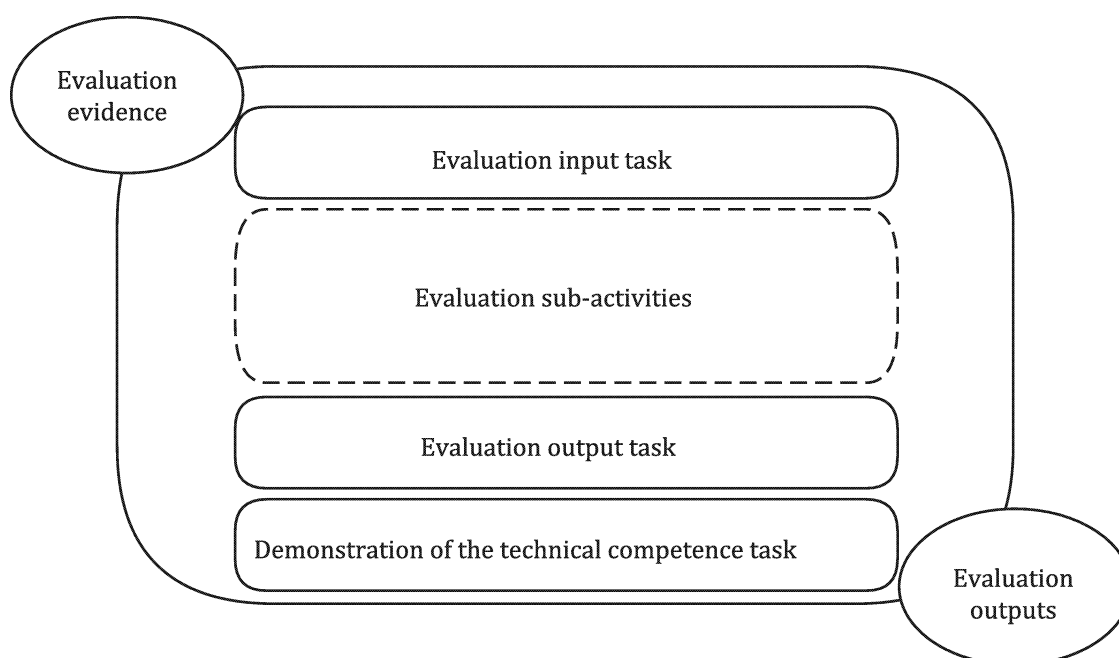 Evaluation
evidence
Evaluation input task
Evaluation sub-activities
Evaluation output task
Demonstration of the technical competence task
Evaluation
outputs